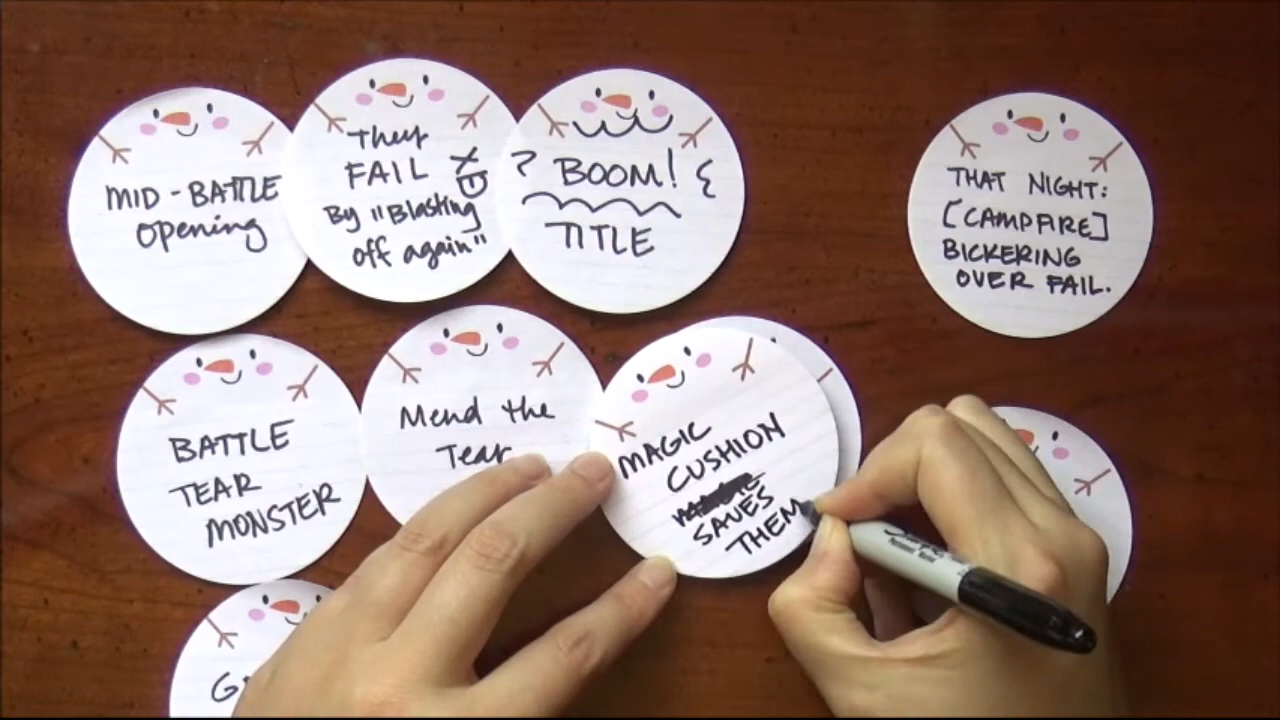 MID-BATTLE
opening
They
FAIL
By "Blasting
off again"
? BOOM!
TITLE
THAT NIGHT:
[CAMPFIRE]
BICKERING
OVER FAIL.
BATTLE
TEAR
MONSTER
Mend the
Tear
MAGIC
CUSHION
SAVES
THEM